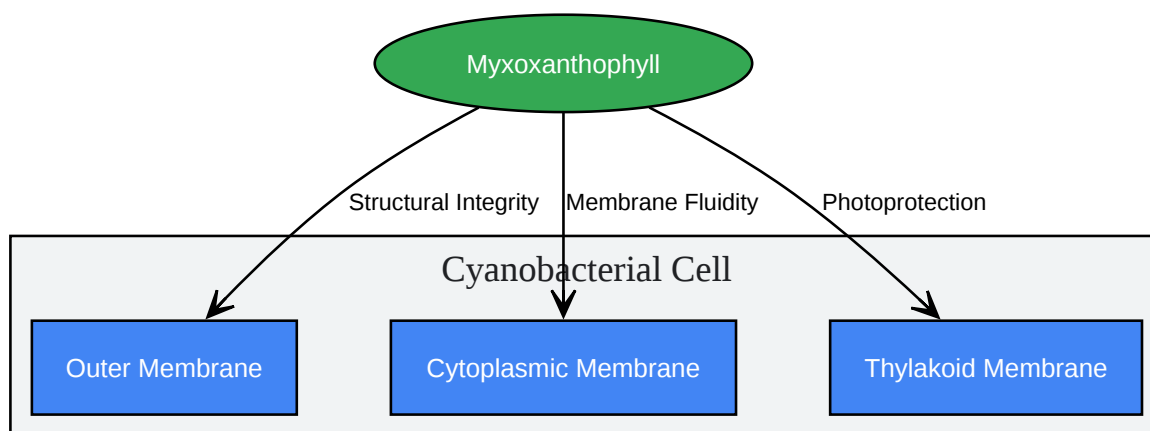 Myxoxanthophyll
Structural Integrity
Membrane Fluidity
Photoprotection
Cyanobacterial Cell
Outer Membrane
Cytoplasmic Membrane
Thylakoid Membrane